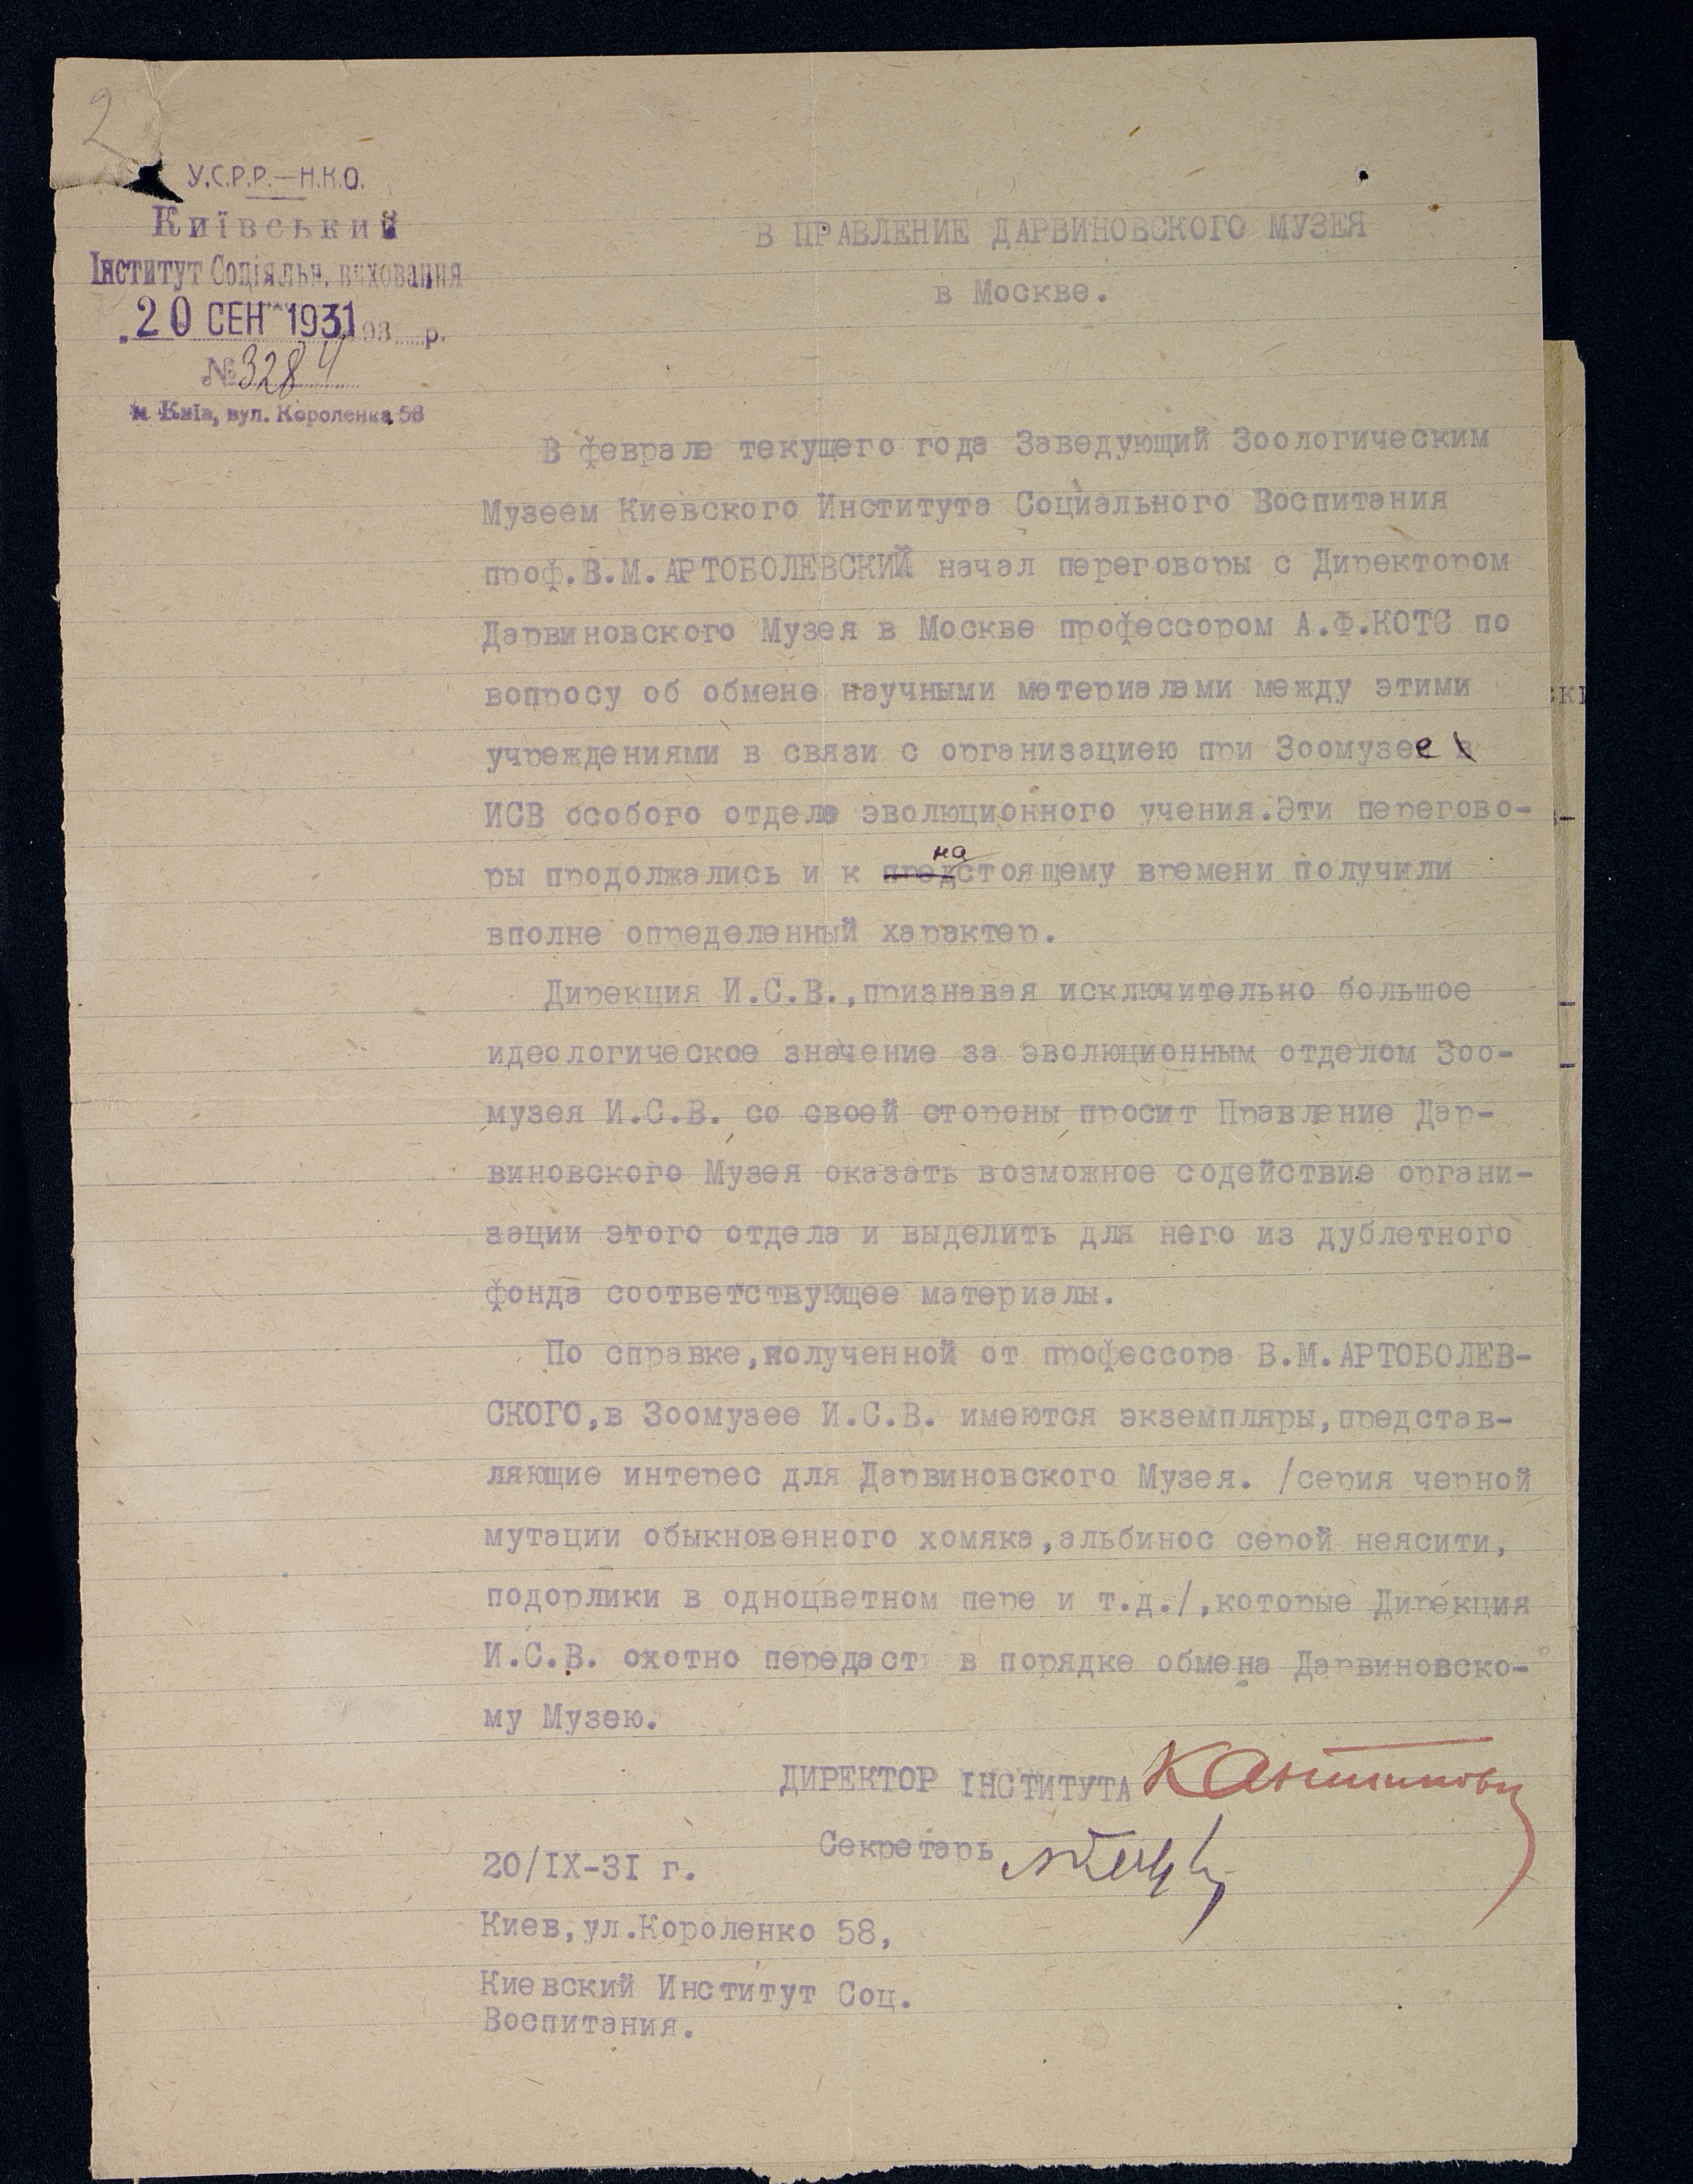 2
У.С.Р.Р.—Н.К.О.
Київський
Інститут Соціяльн. виховання
„20 СЕН 1931 193 р.
№ 3284
м Київ, вул. Короленка 58
В ПРАВЛЕНИЕ ДАРВИНОВСКОГО МУЗЕЯ
в Москве.
В феврале текущего года Заведующий Зоологическим
Музеем Киевского Института Социального Воспитания
проф.В.М.АРТОБОЛЕВСКИЙ начал переговоры с Директором
Дарвиновского Музея в Москве профессором А.Ф.КОТС по
вопросу об обмене научными материалами между этими
учреждениями в связи с организациею при Зоомузее
ИСВ особого отдела эволюционного учения.Эти перегово-
на
ры продолжались и к предстоящему времени получили
вполне определенный характер.
Дирекция И.С.В.,признавая исключительно большое
идеологическое значение за эволюционным отделом Зоо-
музея И.С.В. со своей стороны просит Правление Дар-
виновского Музея оказать возможное содействие органи-
зации этого отдела и выделить для него из дублетного
фонда соответствующее материалы.
По справке,полученной от профессора В.М.АРТОБОЛЕВ-
СКОГО,в Зоомузее И.С.В. имеются экземпляры,представ-
ляющие интерес для Дарвиновского Музея. /серия черной
мутации обыкновенного хомяка,альбинос серой неясити,
подорлики в одноцветном пере и т.д./,которые Дирекция
И.С.В. охотно передаст в порядке обмена Дарвиновско-
му Музею.
ДИРЕКТОР ІНСТИТУТА
Секретарь
20/IX-31 г.
Киев,ул.Короленко 58,
Киевский Институт Соц.
Воспитания.